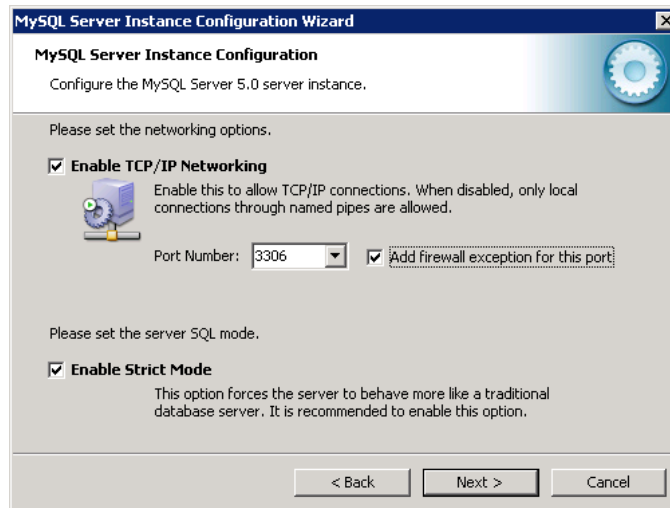 MySQL Server Instance Configuration Wizard
MySQL Server Instance Configuration
Configure the MySQL Server 5.0 server instance.
Please set the networking options.
Enable TCP/IP Networking
Enable this to allow TCP/IP connections. When disabled, only local
connections through named pipes are allowed.
Port Number: 3306 Add firewall exception for this port
Please set the server SQL mode.
Enable Strict Mode
This option forces the server to behave more like a traditional
database server. It is recommended to enable this option.
< Back Next > Cancel